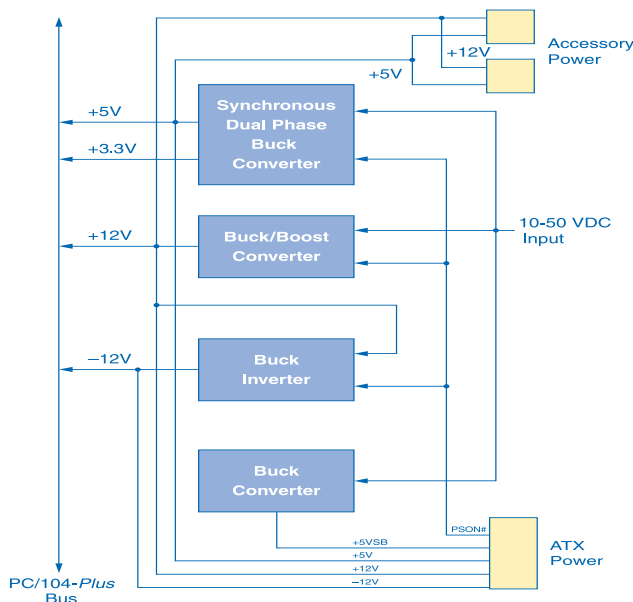 Accessory
Power
+12V
+5V
Synchronous
Dual Phase
Buck
Converter
+5V
+3.3V
10-50 VDC
Input
Buck/Boost
Converter
+12V
Buck
Inverter
−12V
Buck
Converter
PSON#
+5VSB
+5V
+12V
−12V
ATX
Power
PC/104-Plus
Bus